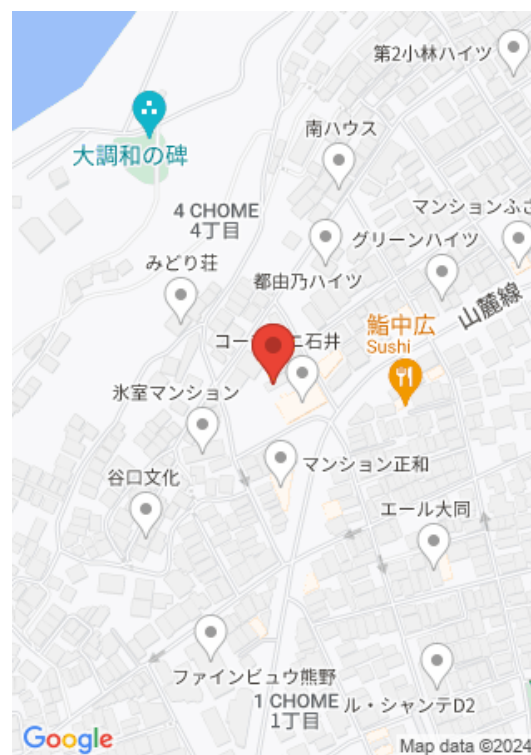 第2小林ハイツ
南ハウス
大調和の碑
4 CHOME
4丁目
マンションふさ
グリーンハイツ
みどり荘
都由乃ハイツ
山麓線
鮨中広
Sushi
コー
ニ石井
氷室マンション
マンション正和
谷口文化
エール大同
ファインビュウ熊野
1 CHOME
1丁目
ル・シャンテD2
Google
Map data ©2024